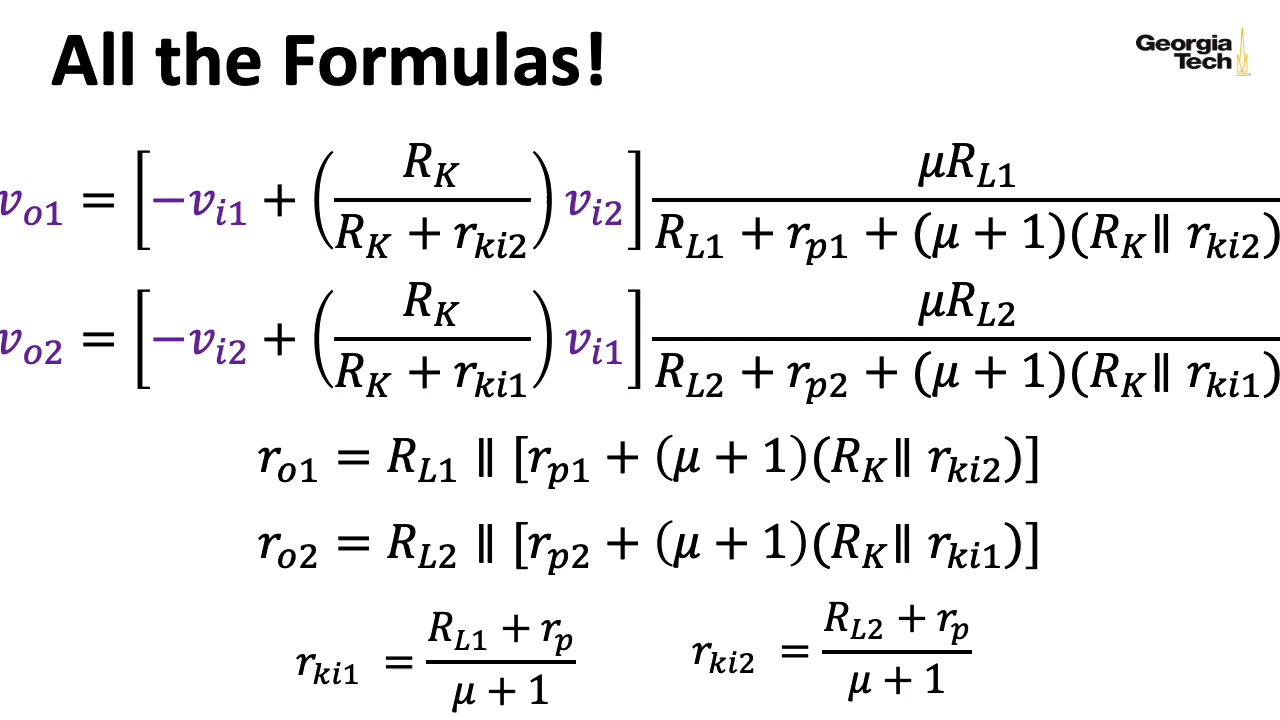 All the Formulas!
Georgia
Tech
v_{o1} = [−v_{i1} + (R_K / (R_K + r_{ki2})) v_{i2}] μR_{L1} / (R_{L1} + r_{p1} + (μ + 1)(R_K ∥ r_{ki2}))
v_{o2} = [−v_{i2} + (R_K / (R_K + r_{ki1})) v_{i1}] μR_{L2} / (R_{L2} + r_{p2} + (μ + 1)(R_K ∥ r_{ki1}))
r_{o1} = R_{L1} ∥ [r_{p1} + (μ + 1)(R_K ∥ r_{ki2})]
r_{o2} = R_{L2} ∥ [r_{p2} + (μ + 1)(R_K ∥ r_{ki1})]
r_{ki1} = (R_{L1} + r_p) / (μ + 1)
r_{ki2} = (R_{L2} + r_p) / (μ + 1)